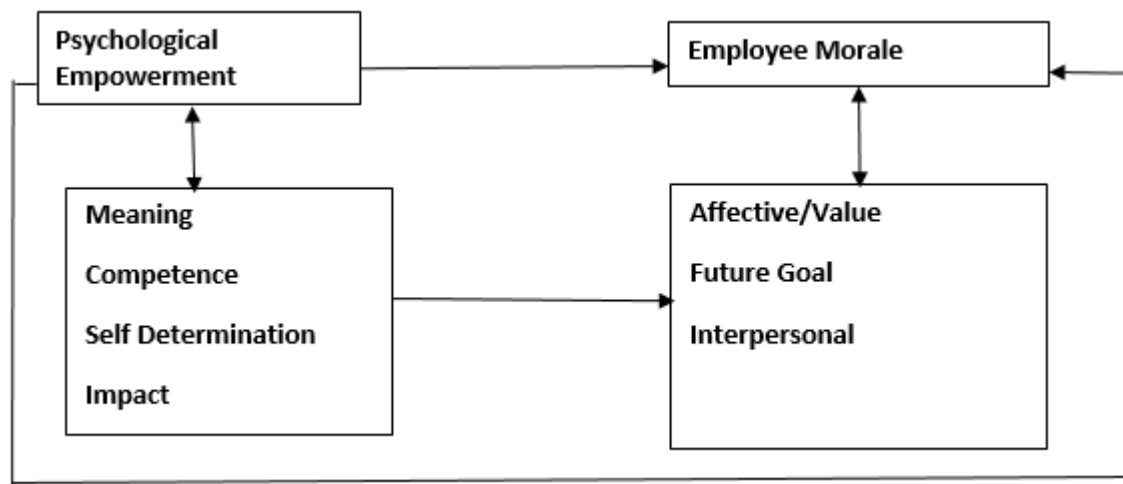 Psychological
Empowerment
Employee Morale
Meaning
Competence
Self Determination
Impact
Affective/Value
Future Goal
Interpersonal